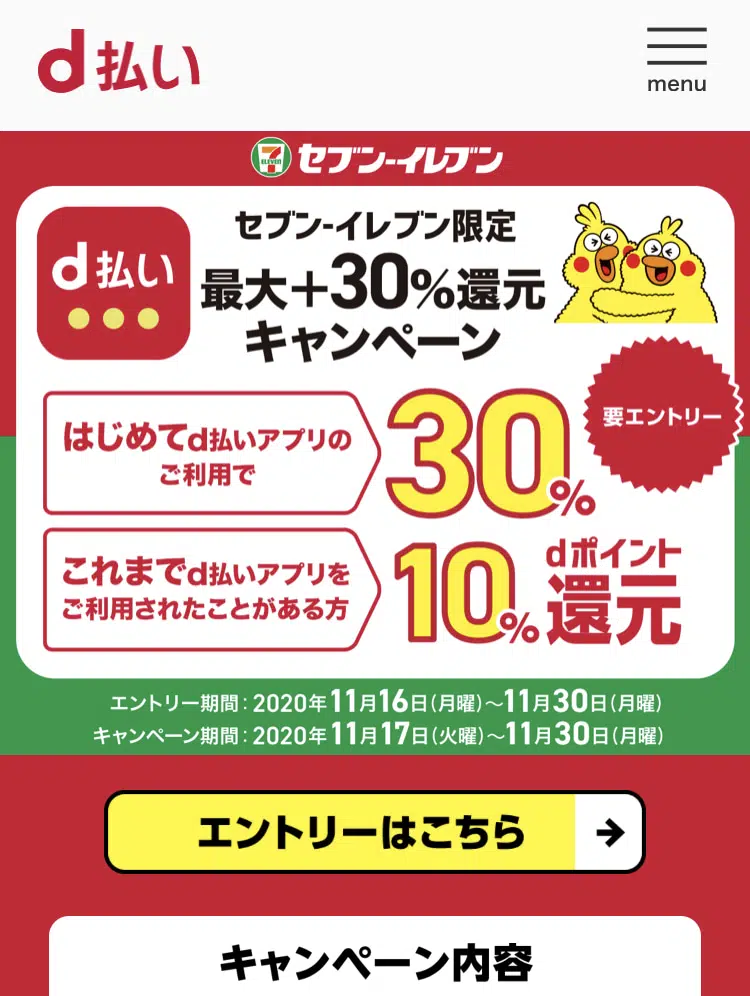 d払い
menu
7
ELEVEN
セブン-イレブン
d払い
セブン-イレブン限定
最大+30%還元
キャンペーン
はじめてd払いアプリの
ご利用で
30%
要エントリー
これまでd払いアプリを
ご利用されたことがある方
10%
dポイント
還元
エントリー期間:2020年11月16日(月曜)~11月30日(月曜)
キャンペーン期間:2020年11月17日(火曜)~11月30日(月曜)
エントリーはこちら
キャンペーン内容